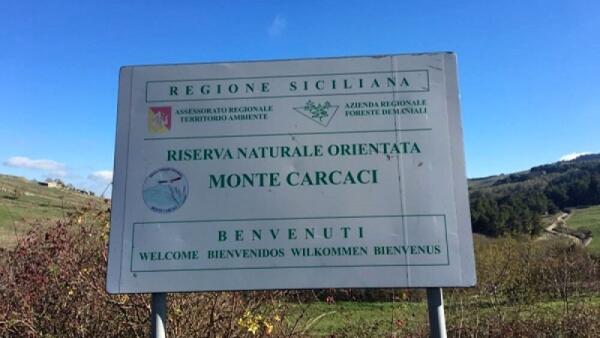 REGIONE SICILIANA
ASSESSORATO REGIONALE
TERRITORIO AMBIENTE
AZIENDA REGIONALE
FORESTE DEMANIALI
RISERVA NATURALE ORIENTATA
MONTE CARCACI
BENVENUTI
WELCOME BIENVENIDOS WILKOMMEN BIENVENUS